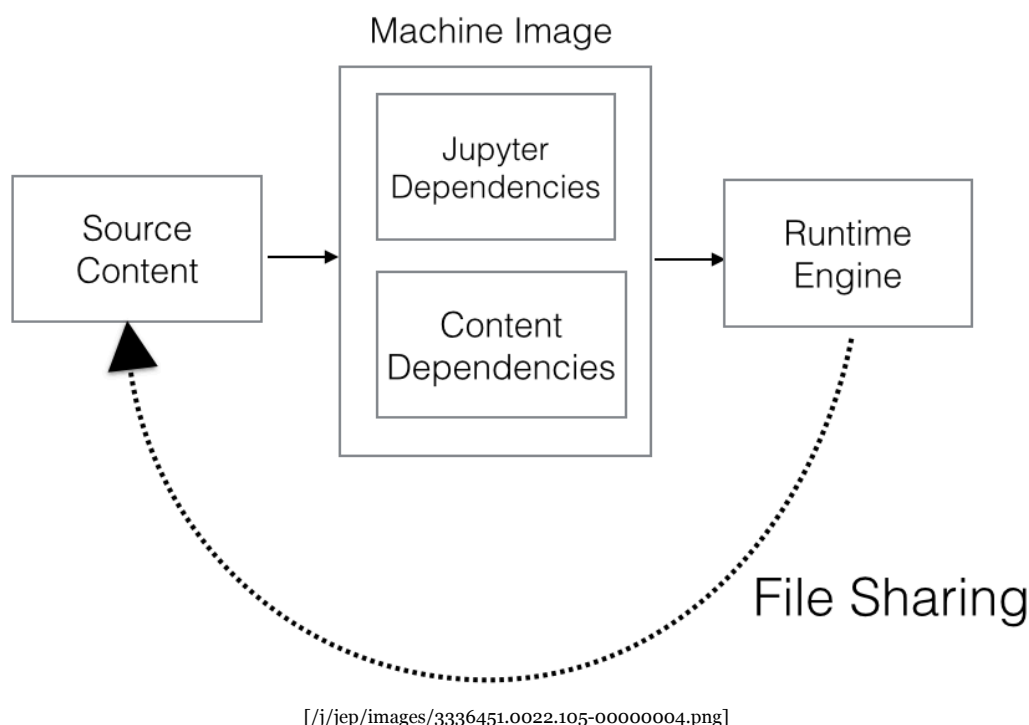 Machine Image
Jupyter
Dependencies
Source
Content
Runtime
Engine
Content
Dependencies
File Sharing
[/j/jep/images/3336451.0022.105-00000004.png]